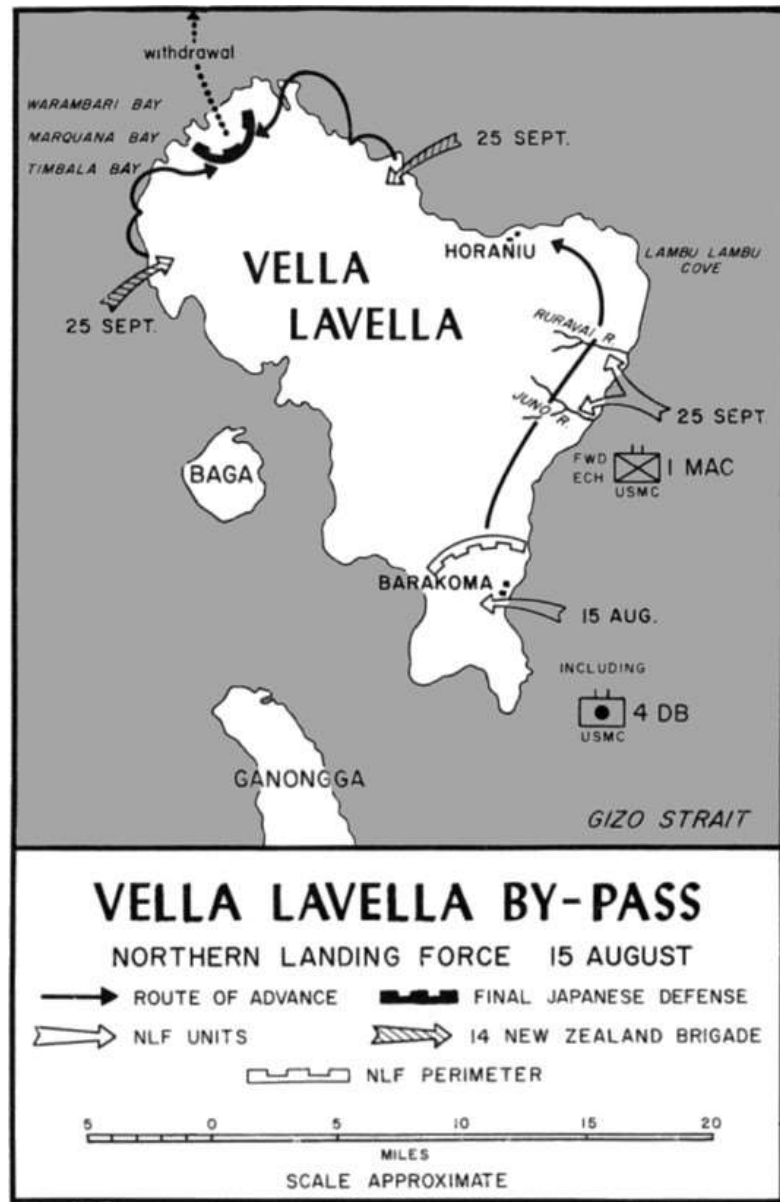 withdrawal
WARAMBARI BAY
MARQUANA BAY
TIMBALA BAY
25 SEPT.
HORANIU
LAMBU LAMBU
COVE
VELLA
LAVELLA
25 SEPT.
RURAVAI R.
JUNO R.
25 SEPT
BAGA
FWD
ECH
1 MAC
USMC
BARAKOMA
15 AUG.
INCLUDING
4 DB
USMC
GANONGGA
GIZO STRAIT
VELLA LAVELLA BY-PASS
NORTHERN LANDING FORCE 15 AUGUST
ROUTE OF ADVANCE FINAL JAPANESE DEFENSE
NLF UNITS 14 NEW ZEALAND BRIGADE
NLF PERIMETER
5 0 5 10 15 20
MILES
SCALE APPROXIMATE